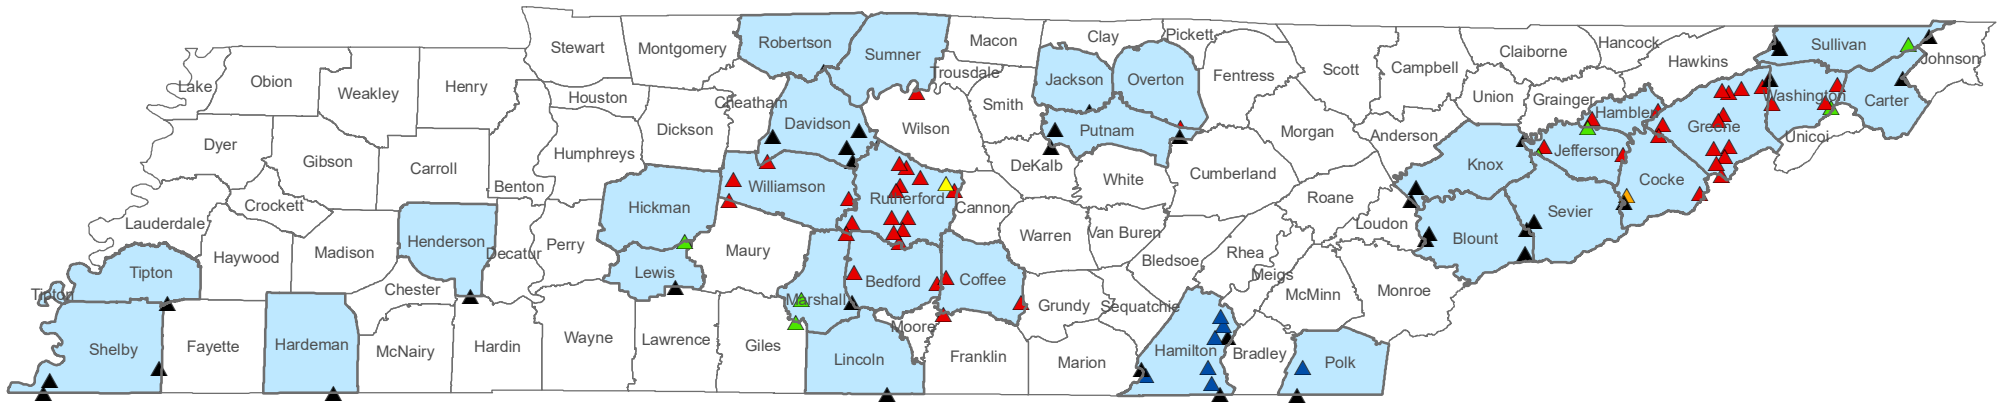 Stewart
Montgomery
Robertson
Sumner
Macon
Clay
Pickett
Trousdale
Jackson
Overton
Fentress
Scott
Campbell
Claiborne
Hancock
Hawkins
Sullivan
Johnson
Lake
Obion
Weakley
Henry
Houston
Cheatham
Smith
Union
Grainger
Washington
Carter
Dyer
Gibson
Carroll
Benton
Humphreys
Dickson
Davidson
Wilson
Putnam
Morgan
Anderson
Hamblen
Greene
Unicoi
Crockett
Lauderdale
Hickman
Williamson
Rutherford
Cannon
DeKalb
White
Cumberland
Roane
Loudon
Knox
Jefferson
Cocke
Sevier
Blount
Tipton
Tipton
Haywood
Madison
Henderson
Decatur
Perry
Lewis
Maury
Marshall
Bedford
Coffee
Warren
Van Buren
Bledsoe
Rhea
Meigs
McMinn
Monroe
Shelby
Fayette
Hardeman
Chester
McNairy
Hardin
Wayne
Lawrence
Giles
Lincoln
Moore
Franklin
Grundy
Sequatchie
Marion
Hamilton
Bradley
Polk